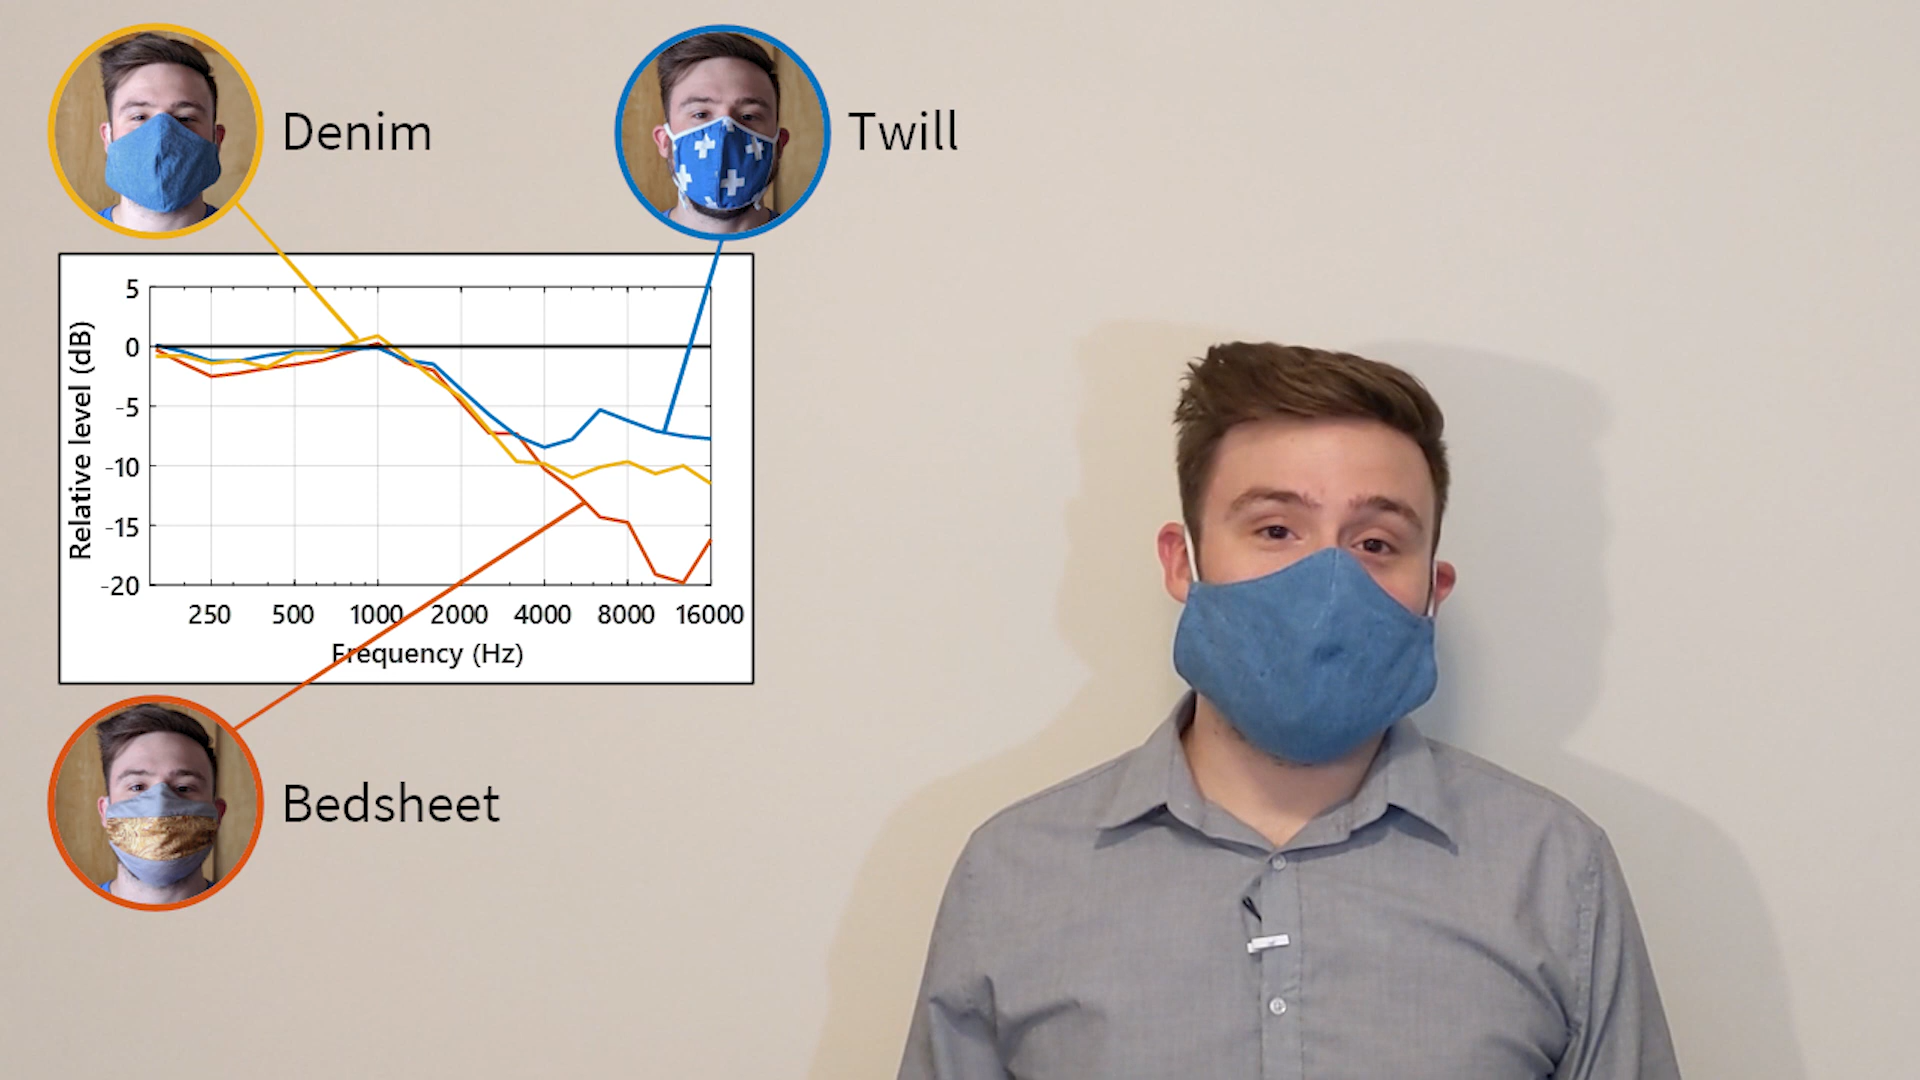 Denim
Twill
5
0
-5
-10
-15
-20
Relative level (dB)
250 500 1000 2000 4000 8000 16000
Frequency (Hz)
Bedsheet